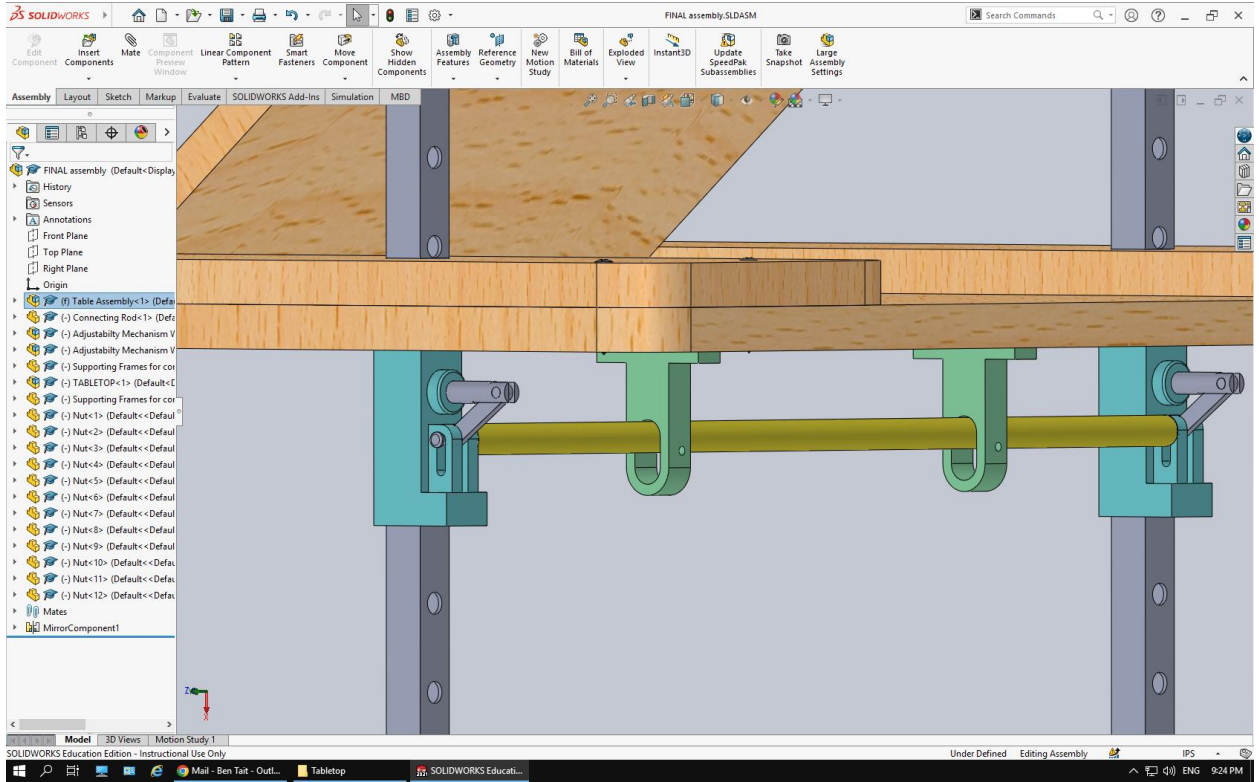 SOLIDWORKS
FINAL assembly.SLDASM
Search Commands
Edit Component
Insert Components
Mate
Component Preview Window
Linear Component Pattern
Smart Fasteners
Move Component
Show Hidden Components
Assembly Features
Reference Geometry
New Motion Study
Bill of Materials
Exploded View
Instant3D
Update SpeedPak Subassemblies
Take Snapshot
Large Assembly Settings
Assembly Layout Sketch Markup Evaluate SOLIDWORKS Add-Ins Simulation MBD
FINAL assembly (Default<Display
History
Sensors
Annotations
Front Plane
Top Plane
Right Plane
Origin
(f) Table Assembly<1> (Defau
(-) Connecting Rod<1> (Defa
(-) Adjustabilty Mechanism V
(-) Adjustabilty Mechanism V
(-) Supporting Frames for cor
(-) TABLETOP<1> (Default<D
(-) Supporting Frames for cor
(-) Nut<1> (Default<<Defaul
(-) Nut<2> (Default<<Defaul
(-) Nut<3> (Default<<Defaul
(-) Nut<4> (Default<<Defaul
(-) Nut<5> (Default<<Defaul
(-) Nut<6> (Default<<Defaul
(-) Nut<7> (Default<<Defaul
(-) Nut<8> (Default<<Defaul
(-) Nut<9> (Default<<Defaul
(-) Nut<10> (Default<<Defau
(-) Nut<11> (Default<<Defau
(-) Nut<12> (Default<<Defau
Mates
MirrorComponent1
Z
X
Model 3D Views Motion Study 1
SOLIDWORKS Education Edition - Instructional Use Only
Under Defined Editing Assembly IPS
Mail - Ben Tait - Outl... Tabletop SOLIDWORKS Educati... ENG 9:24 PM